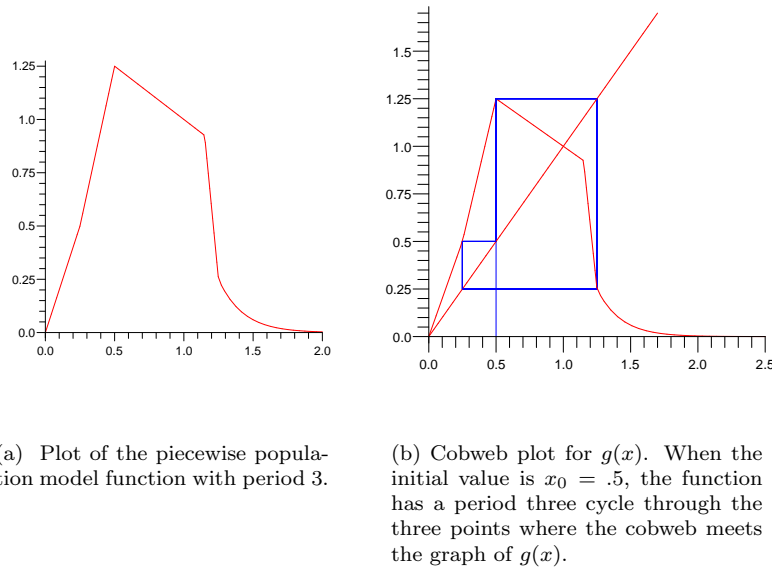 1.25
1.0
0.75
0.5
0.25
0.0
0.0 0.5 1.0 1.5 2.0
1.5
1.25
1.0
0.75
0.5
0.25
0.0
0.0 0.5 1.0 1.5 2.0 2.5
a) Plot of the piecewise popula-
tion model function with period 3.
(b) Cobweb plot for g(x). When the
initial value is x₀ = .5, the function
has a period three cycle through the
three points where the cobweb meets
the graph of g(x).